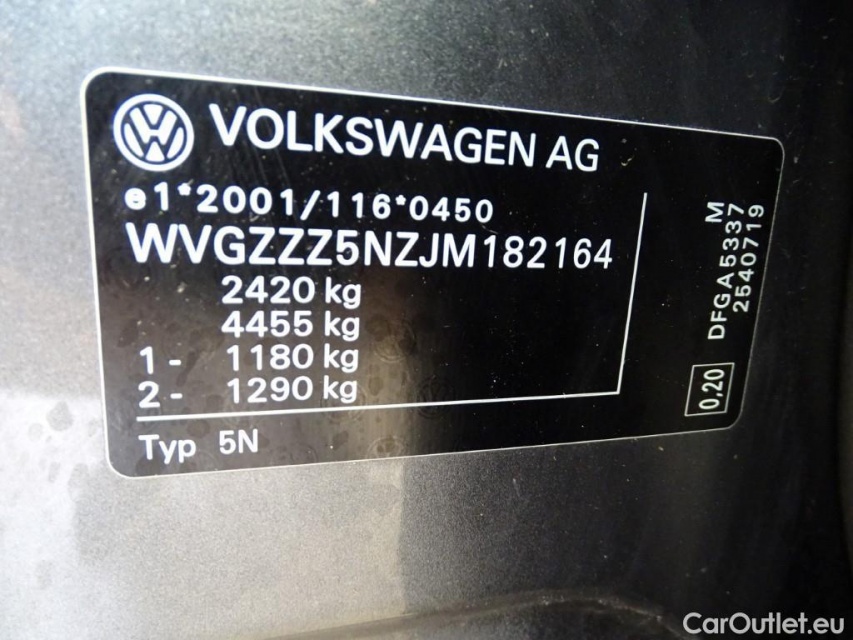 VOLKSWAGEN AG
e1*2001/116*0450
WVGZZZ5NZJM182164
2420 kg
4455 kg
1 - 1180 kg
2 - 1290 kg
Typ 5N
M
DFGA5337
2540719
0,20
CarOutlet.eu